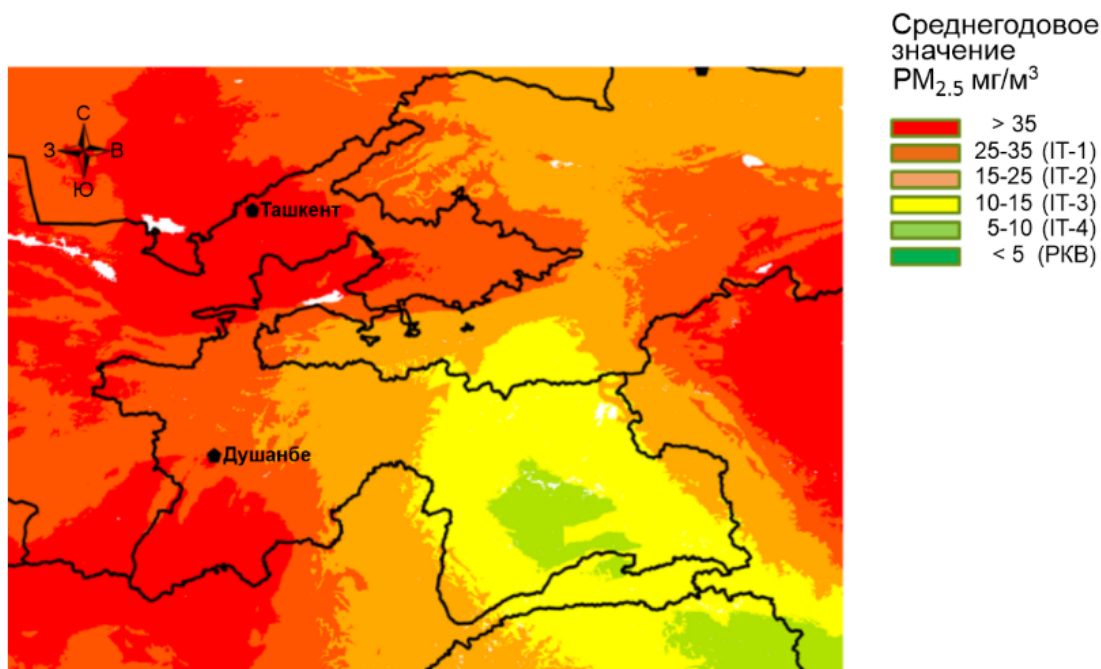 Среднегодовое
значение
PM2.5 мг/м³
> 35
25-35 (IT-1)
15-25 (IT-2)
10-15 (IT-3)
5-10 (IT-4)
< 5 (РКВ)
С
З В
Ю
Ташкент
Душанбе